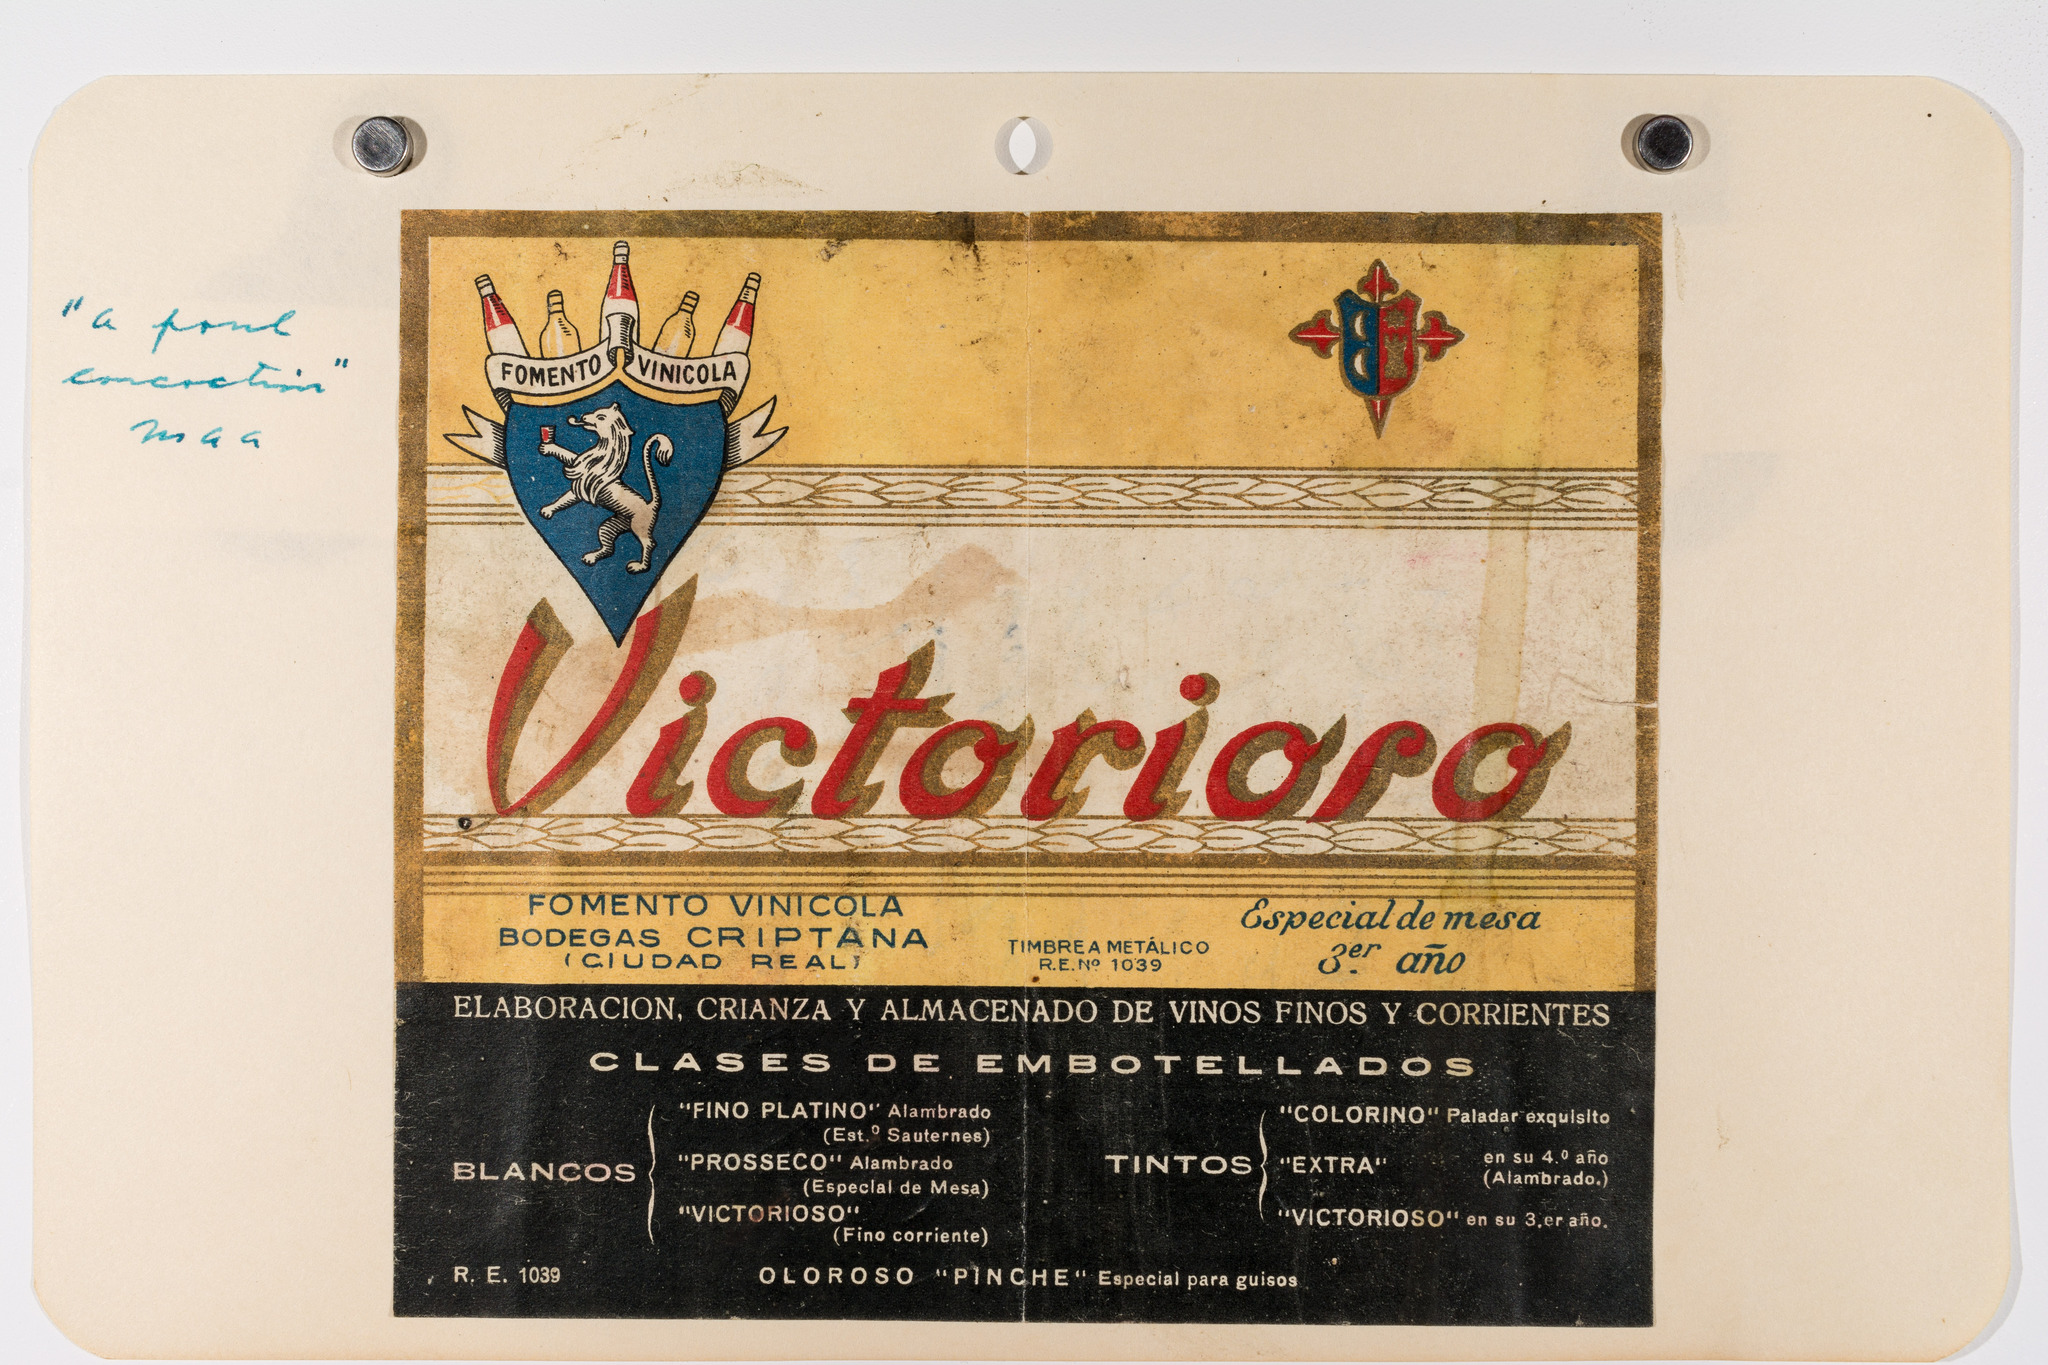 "a foul
concoction"
maa
FOMENTO VINICOLA
Victorioso
FOMENTO VINICOLA
BODEGAS CRIPTANA
(CIUDAD REAL)
TIMBRE A METÁLICO
R.E.Nº 1039
Especial de mesa
3er. año
ELABORACION, CRIANZA Y ALMACENADO DE VINOS FINOS Y CORRIENTES
CLASES DE EMBOTELLADOS
BLANCOS
"FINO PLATINO" Alambrado
(Est.º Sauternes)
"PROSSECO" Alambrado
(Especial de Mesa)
"VICTORIOSO"
(Fino corriente)
TINTOS
"COLORINO" Paladar exquisito
"EXTRA" en su 4.º año
(Alambrado.)
"VICTORIOSO" en su 3.er año.
R. E. 1039
OLOROSO "PINCHE" Especial para guisos